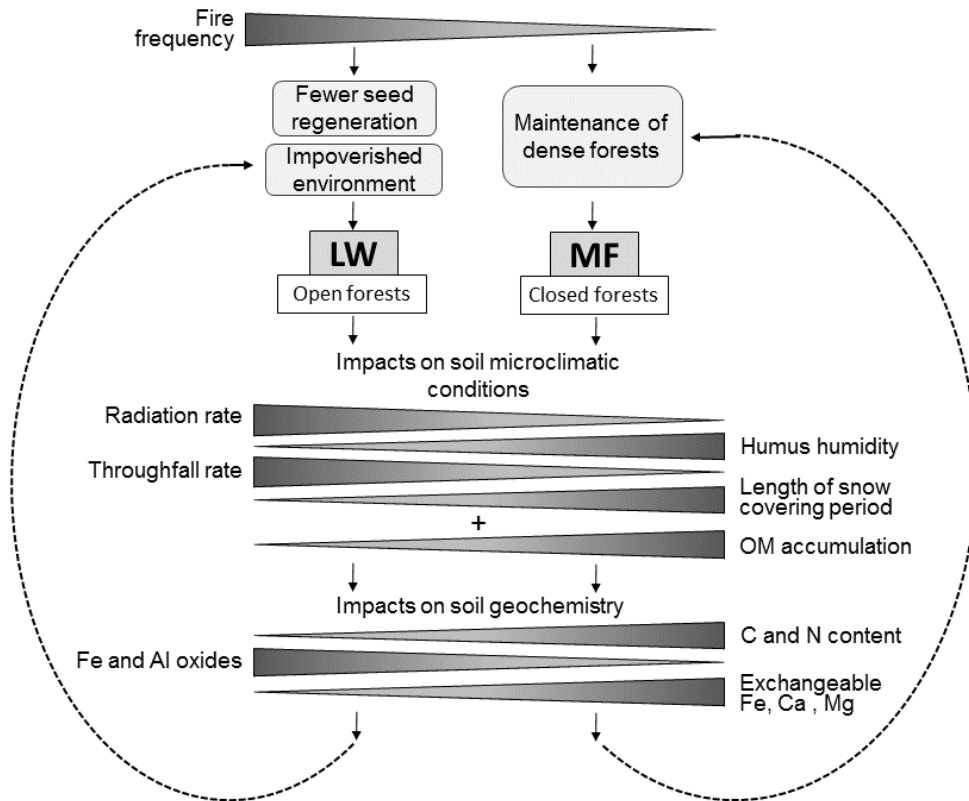 Fire
frequency
Fewer seed
regeneration
Impoverished
environment
Maintenance of
dense forests
LW
Open forests
MF
Closed forests
Impacts on soil microclimatic
conditions
Radiation rate
Humus humidity
Throughfall rate
Length of snow
covering period
+
OM accumulation
Impacts on soil geochemistry
C and N content
Fe and Al oxides
Exchangeable
Fe, Ca , Mg